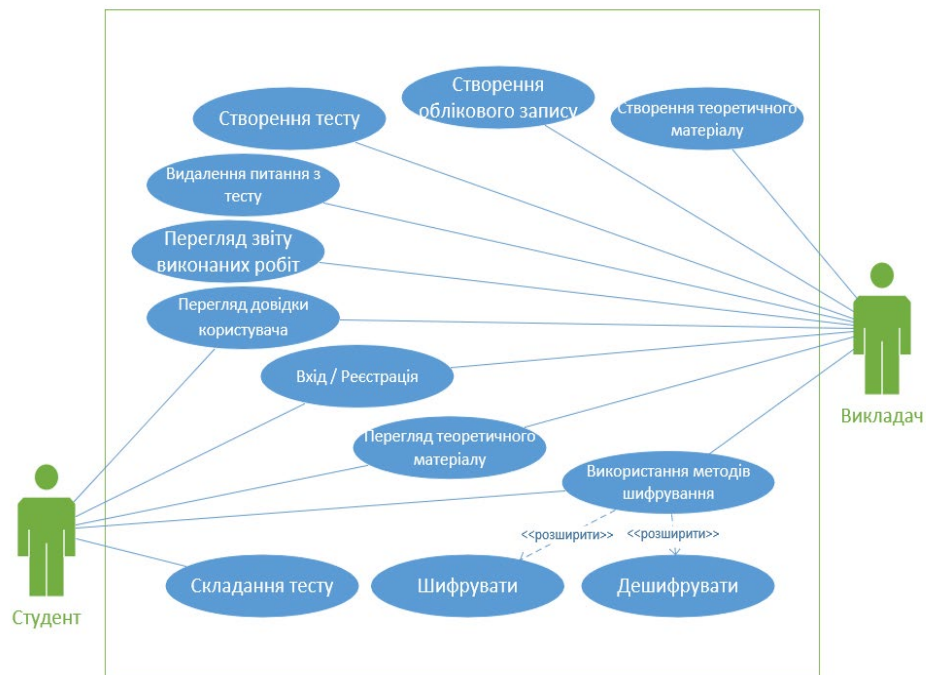 Створення тесту
Створення
облікового запису
Створення теоретичного
матеріалу
Видалення питання з
тесту
Перегляд звіту
виконаних робіт
Перегляд довідки
користувача
Вхід / Реєстрація
Викладач
Перегляд теоретичного
матеріалу
Використання методів
шифрування
<<розширити>>
<<розширити>>
Складання тесту
Шифрувати
Дешифрувати
Студент